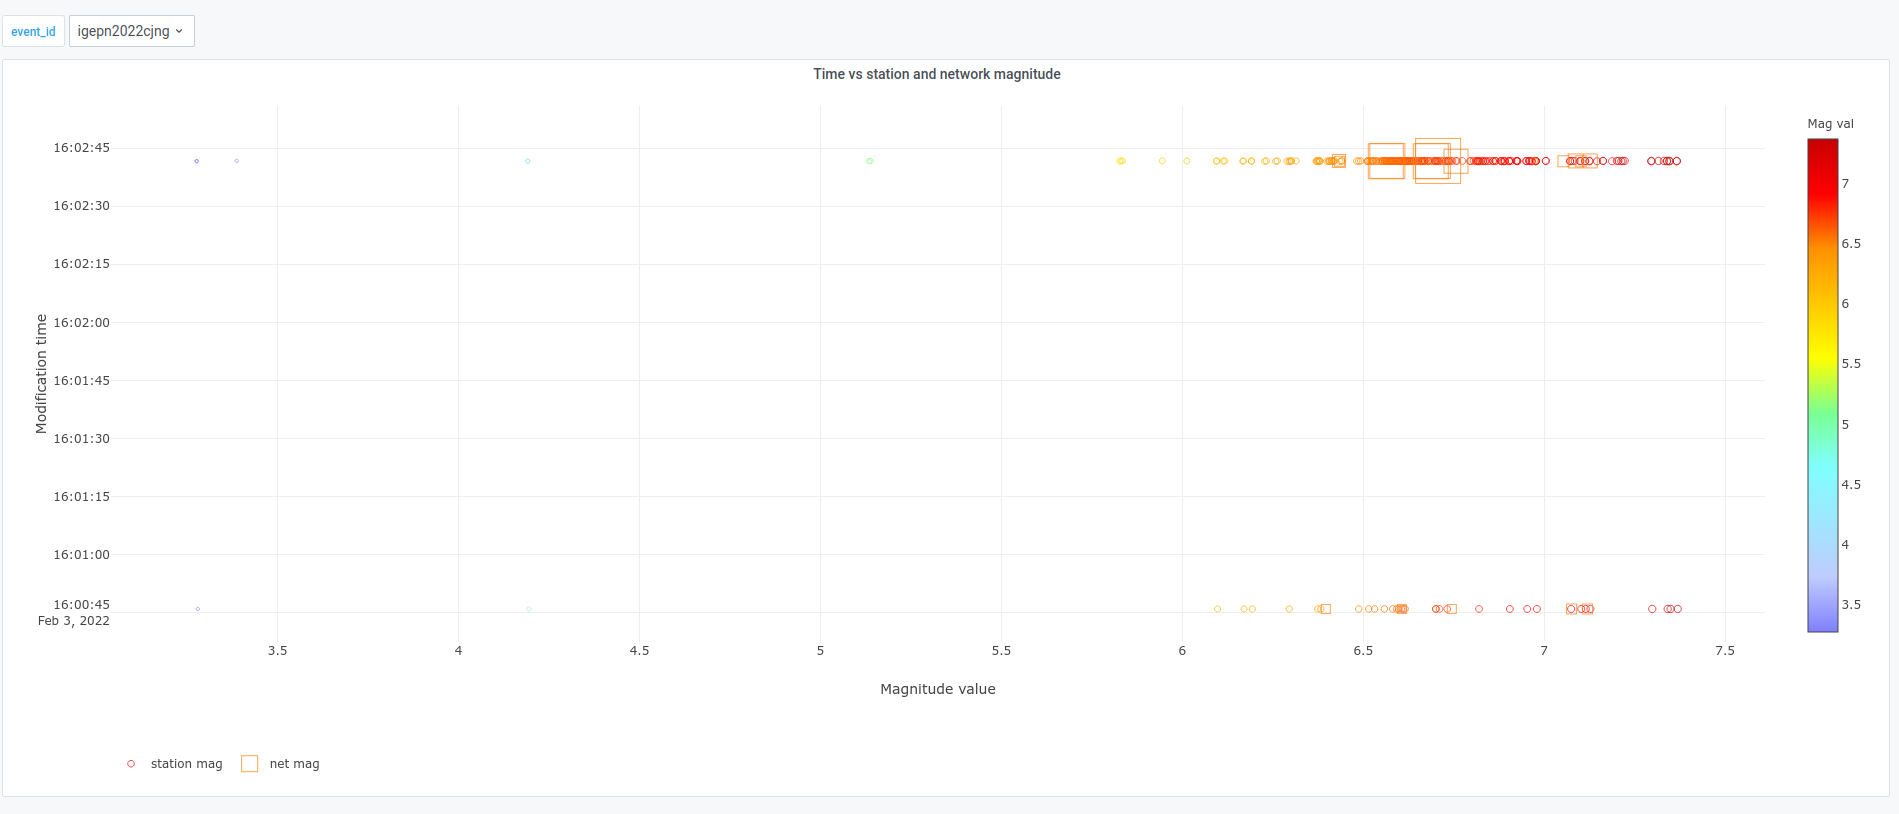 event_id igepn2022cjng
Time vs station and network magnitude
Mag val
16:02:45
16:02:30
16:02:15
16:02:00
16:01:45
16:01:30
16:01:15
16:01:00
16:00:45
Feb 3, 2022
Modification time
7
6.5
6
5.5
5
4.5
4
3.5
3.5 4 4.5 5 5.5 6 6.5 7 7.5
Magnitude value
station mag net mag